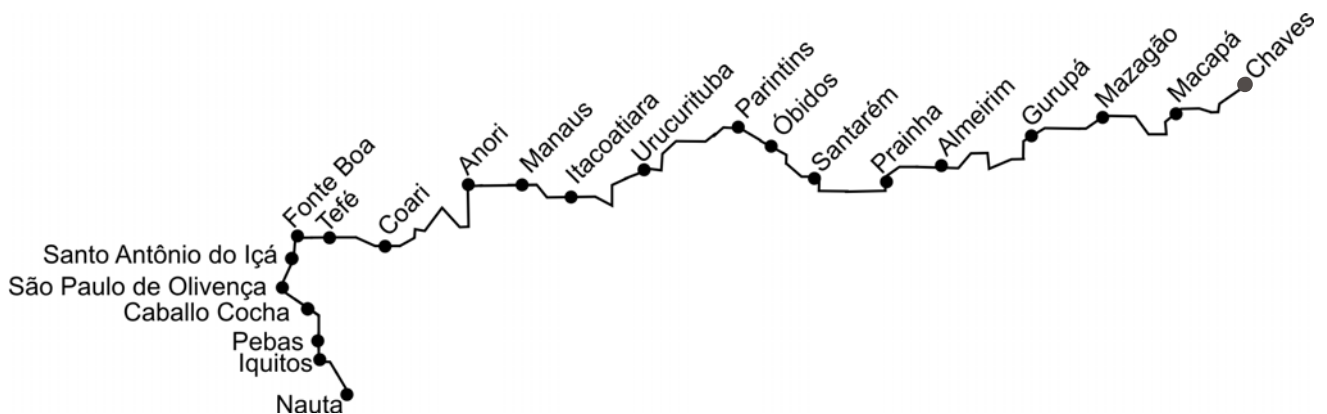 Chaves
Macapá
Mazagão
Gurupá
Almeirim
Prainha
Santarém
Óbidos
Parintins
Urucurituba
Itacoatiara
Manaus
Anori
Coari
Tefé
Fonte Boa
Santo Antônio do Içá
São Paulo de Olivença
Caballo Cocha
Pebas
Iquitos
Nauta